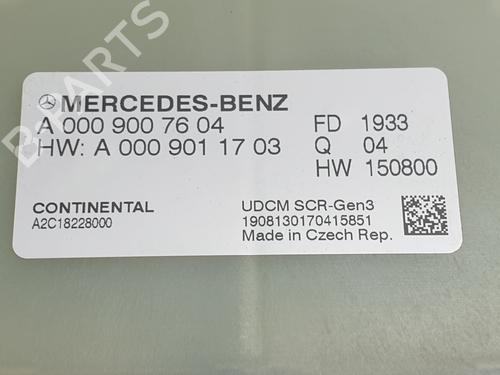 MERCEDES-BENZ
A 000 900 76 04 FD 1933
HW: A 000 901 17 03 Q 04
HW 150800
CONTINENTAL UDCM SCR-Gen3
A2C18228000 1908130170415851
Made in Czech Rep.
B-PARTS